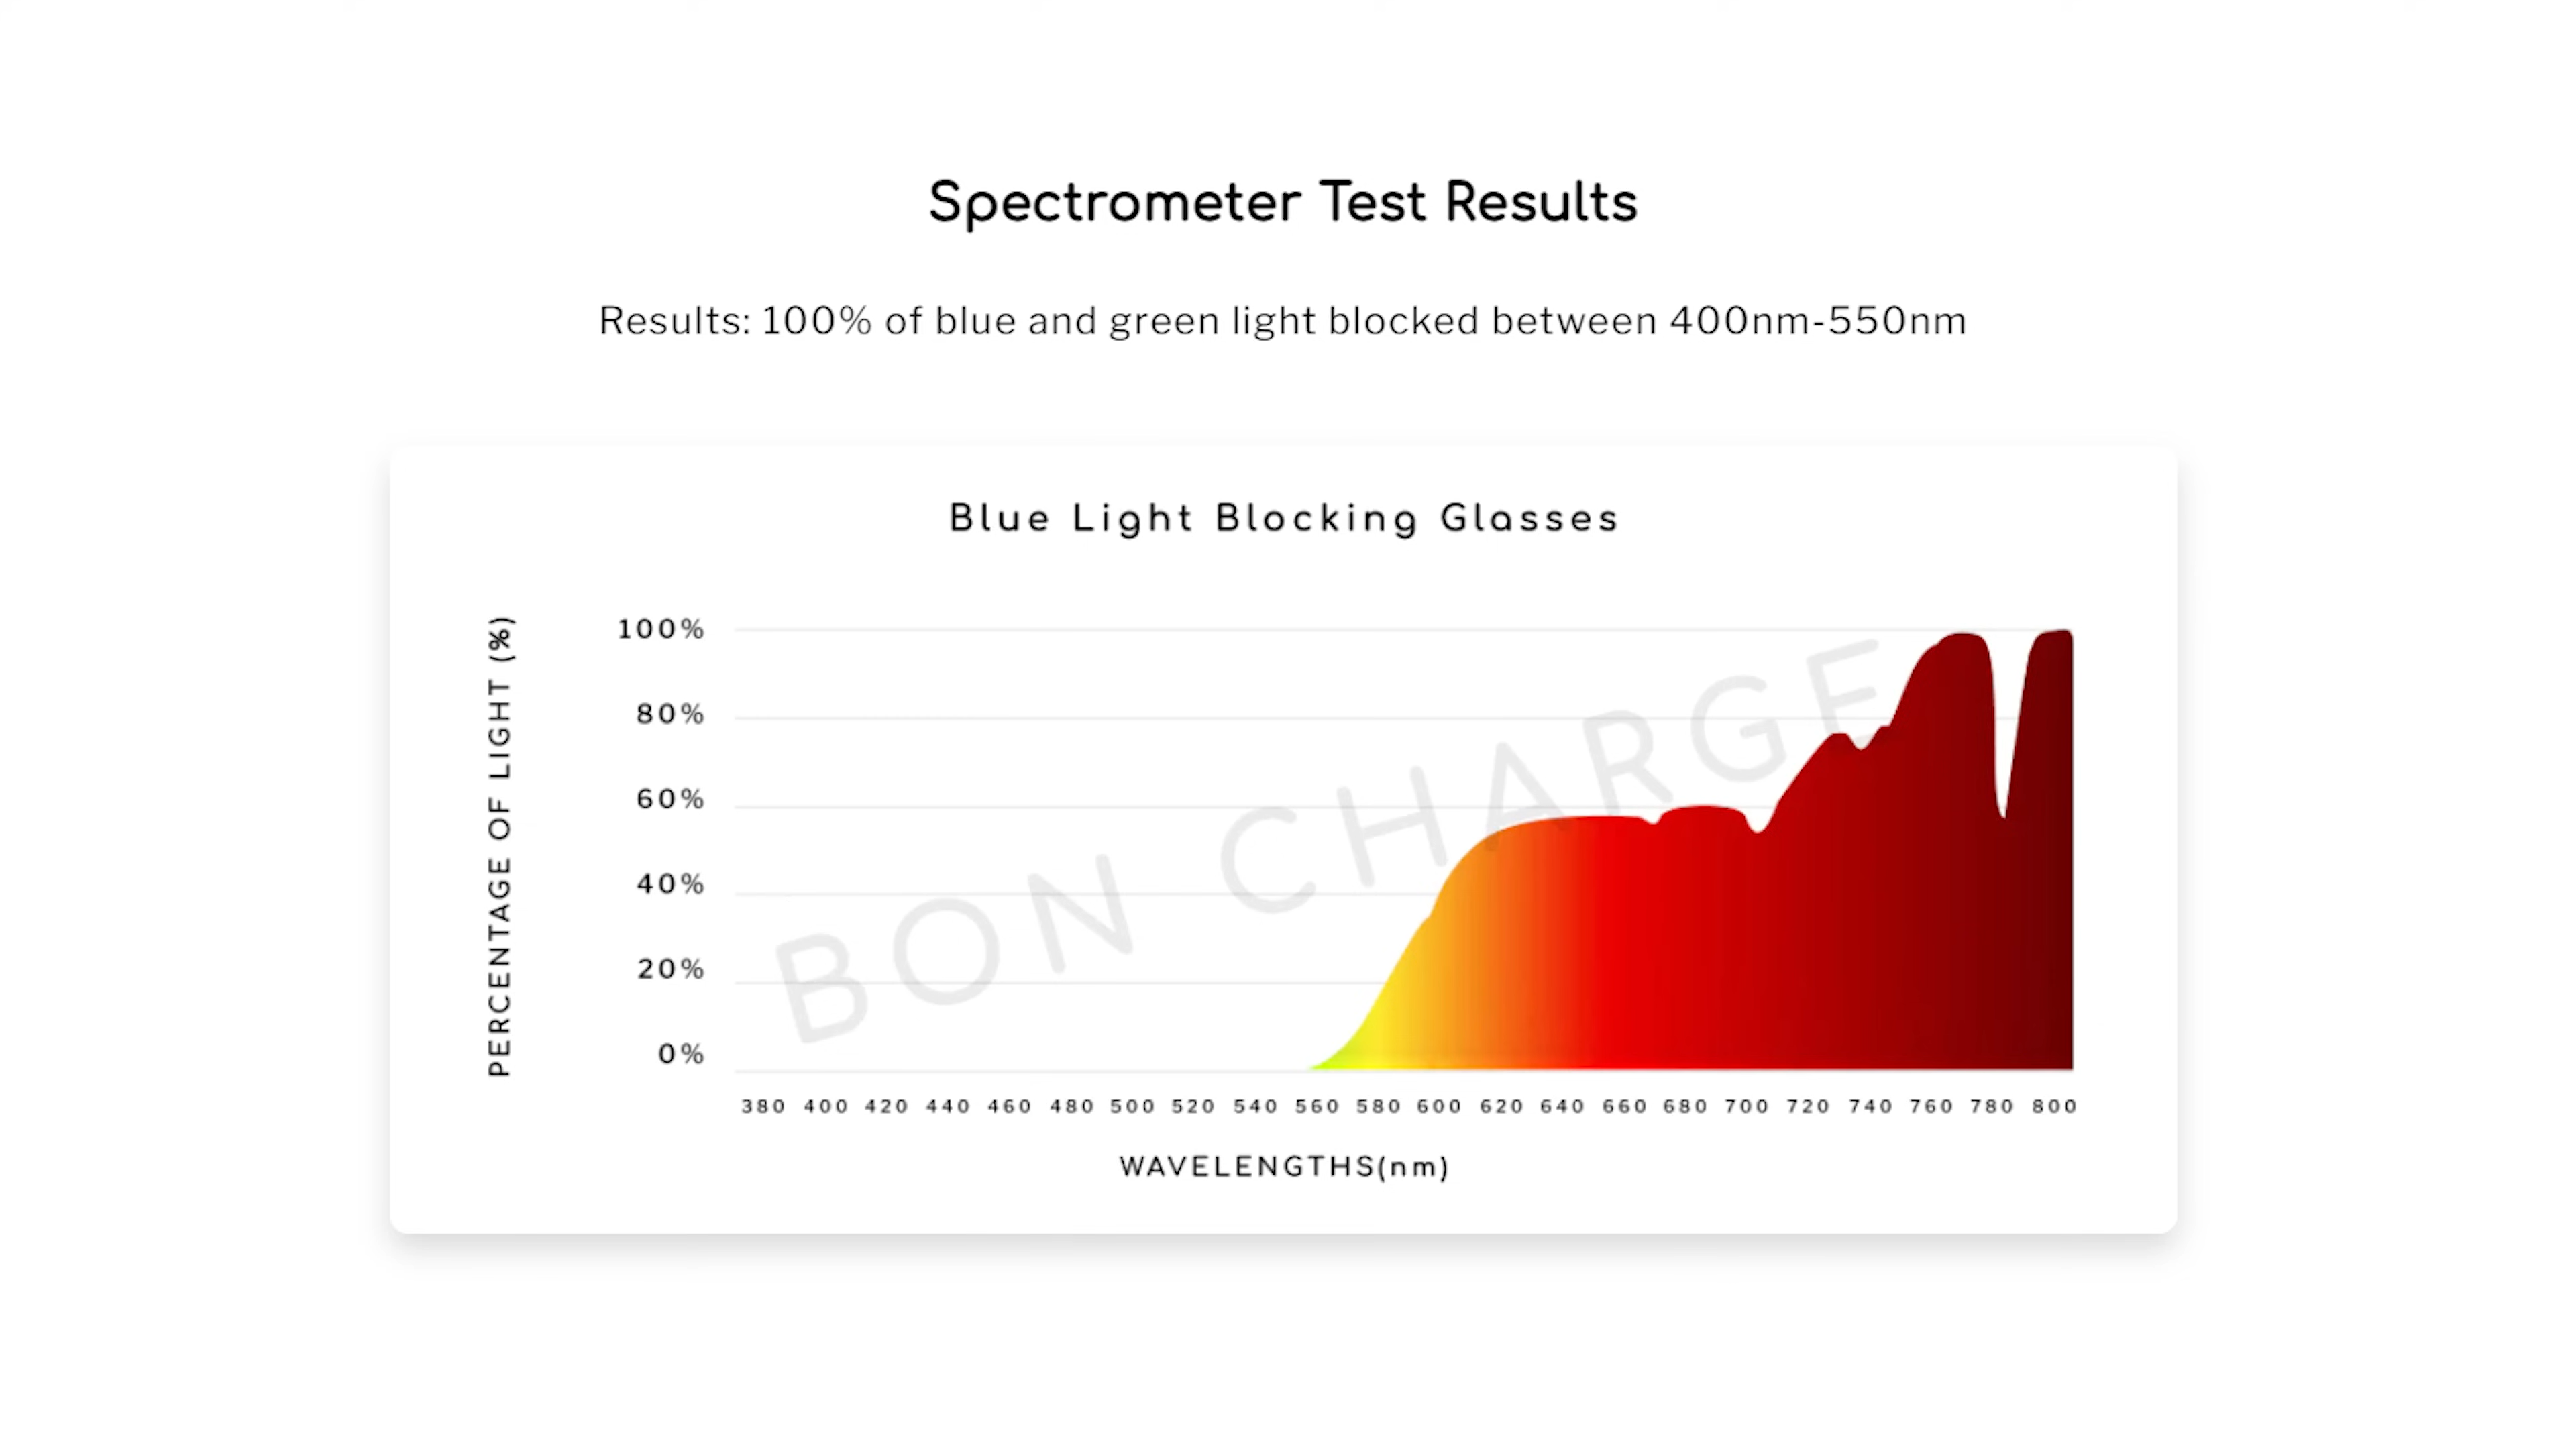 Spectrometer Test Results
Results: 100% of blue and green light blocked between 400nm-550nm
Blue Light Blocking Glasses
PERCENTAGE OF LIGHT (%)
100%
80%
60%
40%
20%
0%
BON CHARGE
380 400 420 440 460 480 500 520 540 560 580 600 620 640 660 680 700 720 740 760 780 800
WAVELENGTHS(nm)